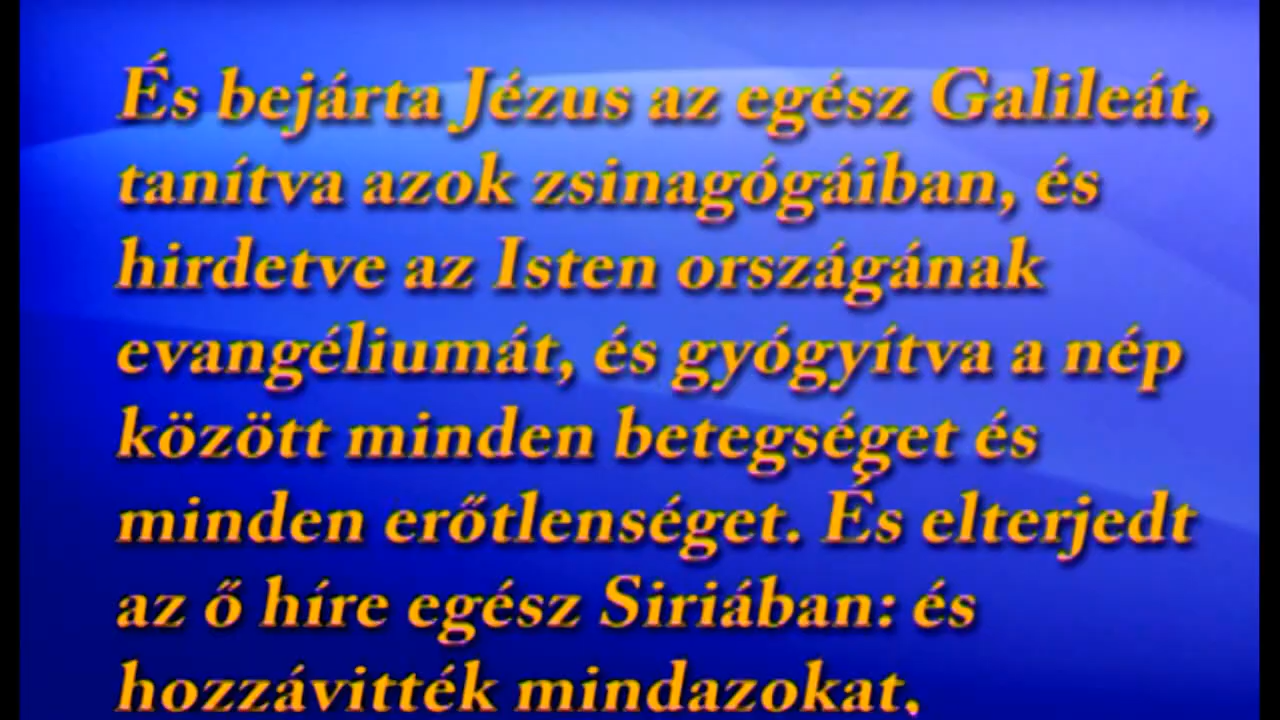 És bejárta Jézus az egész Galileát,
tanítva azok zsinagógáiban, és
hirdetve az Isten országának
evangéliumát, és gyógyítva a nép
között minden betegséget és
minden erőtlenséget. És elterjedt
az ő híre egész Siriában: és
hozzávitték mindazokat,